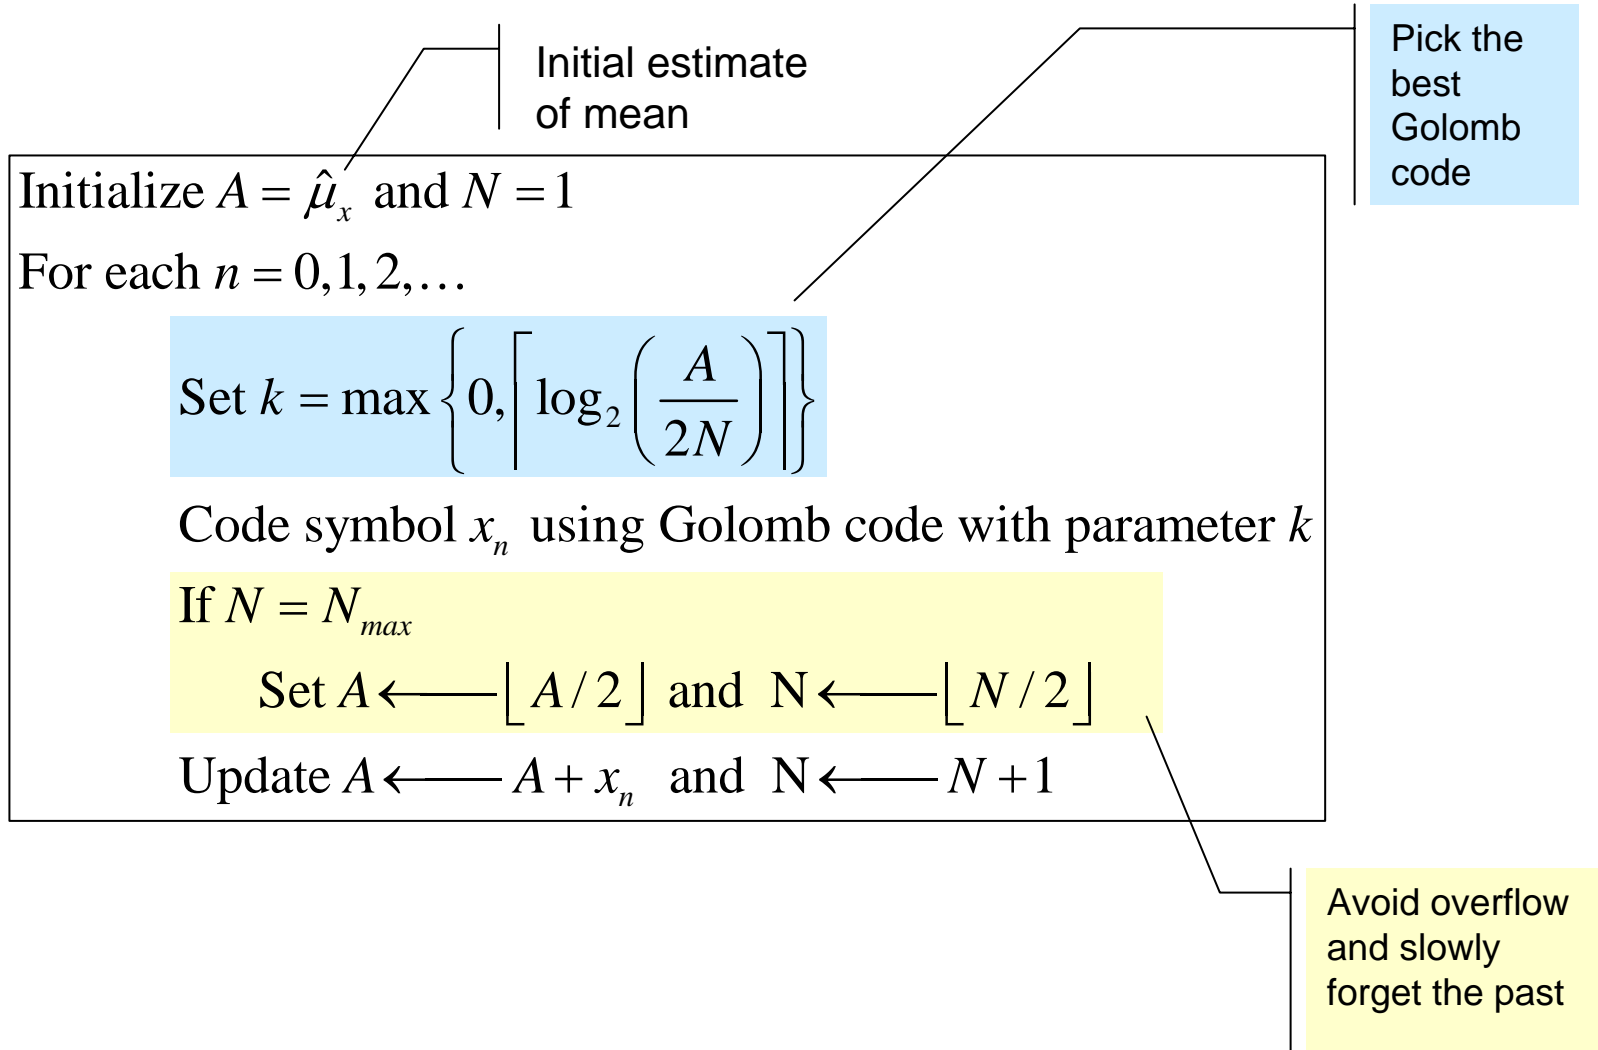 Initial estimate
of mean
Pick the
best
Golomb
code
Initialize A = μ̂ₓ and N = 1
For each n = 0,1,2,…
Set k = max{0,⌈log₂(A/2N)⌉}
Code symbol xₙ using Golomb code with parameter k
If N = N_max
Set A ⟵ ⌊A/2⌋ and N ⟵ ⌊N/2⌋
Update A ⟵ A + xₙ and N ⟵ N +1
Avoid overflow
and slowly
forget the past